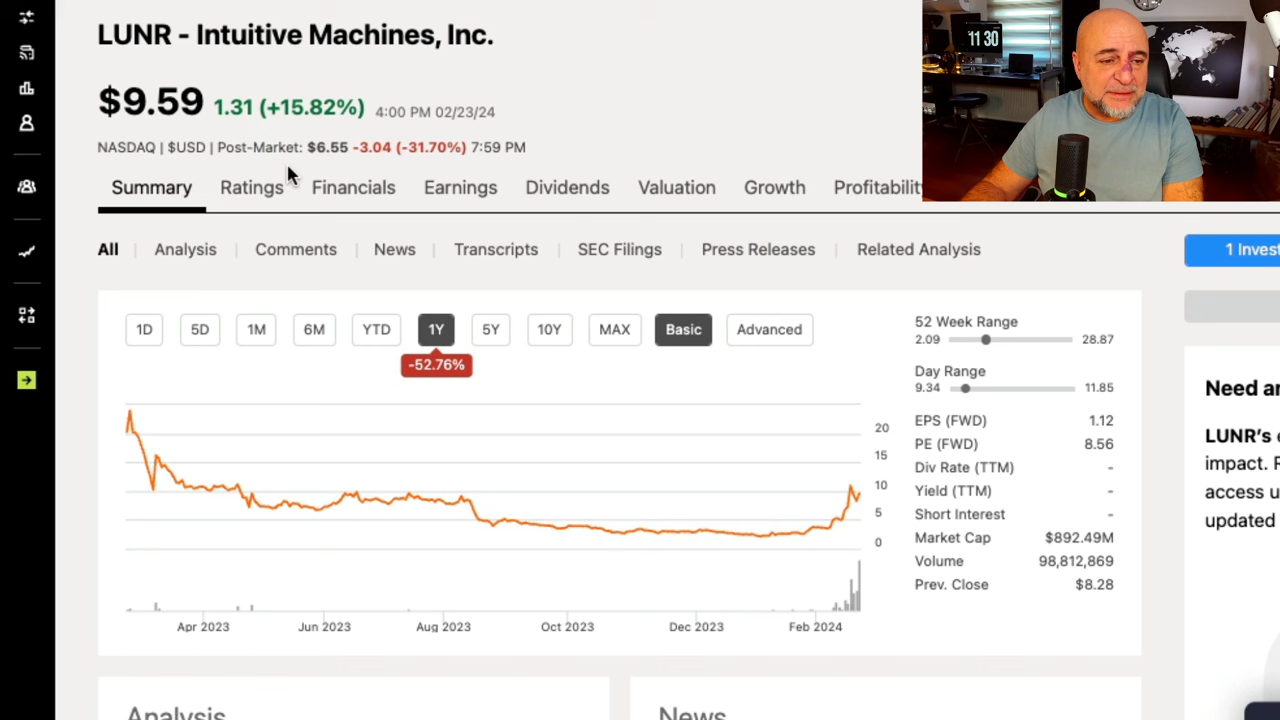 LUNR - Intuitive Machines, Inc.
11 30
$9.59 1.31 (+15.82%) 4:00 PM 02/23/24
NASDAQ | $USD | Post-Market: $6.55 -3.04 (-31.70%) 7:59 PM
Summary Ratings Financials Earnings Dividends Valuation Growth Profitability
All | Analysis | Comments | News | Transcripts | SEC Filings | Press Releases | Related Analysis
1 Invest
1D 5D 1M 6M YTD 1Y 5Y 10Y MAX Basic Advanced
-52.76%
52 Week Range
2.09 28.87
Day Range
9.34 11.85
EPS (FWD) 1.12
PE (FWD) 8.56
Div Rate (TTM) -
Yield (TTM) -
Short Interest -
Market Cap $892.49M
Volume 98,812,869
Prev. Close $8.28
20
15
10
5
0
Apr 2023 Jun 2023 Aug 2023 Oct 2023 Dec 2023 Feb 2024
Need an
LUNR's
impact.
access u
updated
Analysis
News